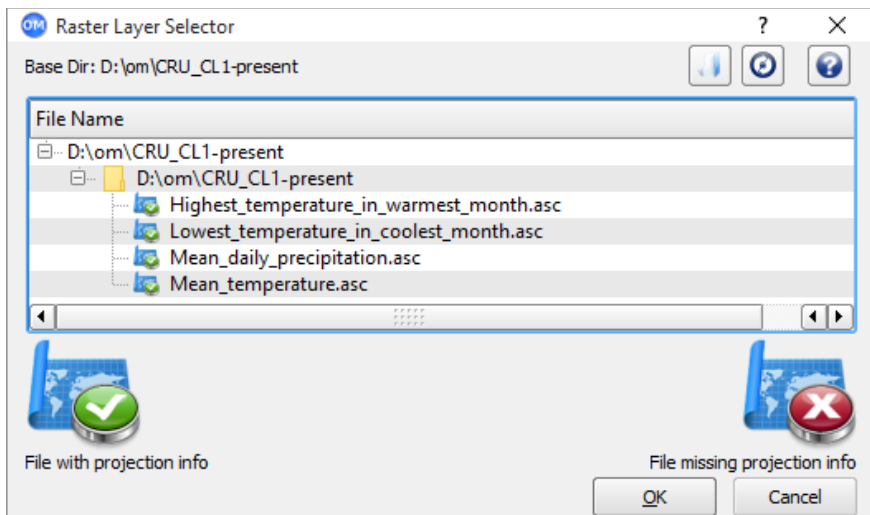 OM Raster Layer Selector ?
Base Dir: D:\om\CRU_CL1-present ?
File Name
D:\om\CRU_CL1-present
D:\om\CRU_CL1-present
Highest_temperature_in_warmest_month.asc
Lowest_temperature_in_coolest_month.asc
Mean_daily_precipitation.asc
Mean_temperature.asc
File with projection info
File missing projection info
OK
Cancel